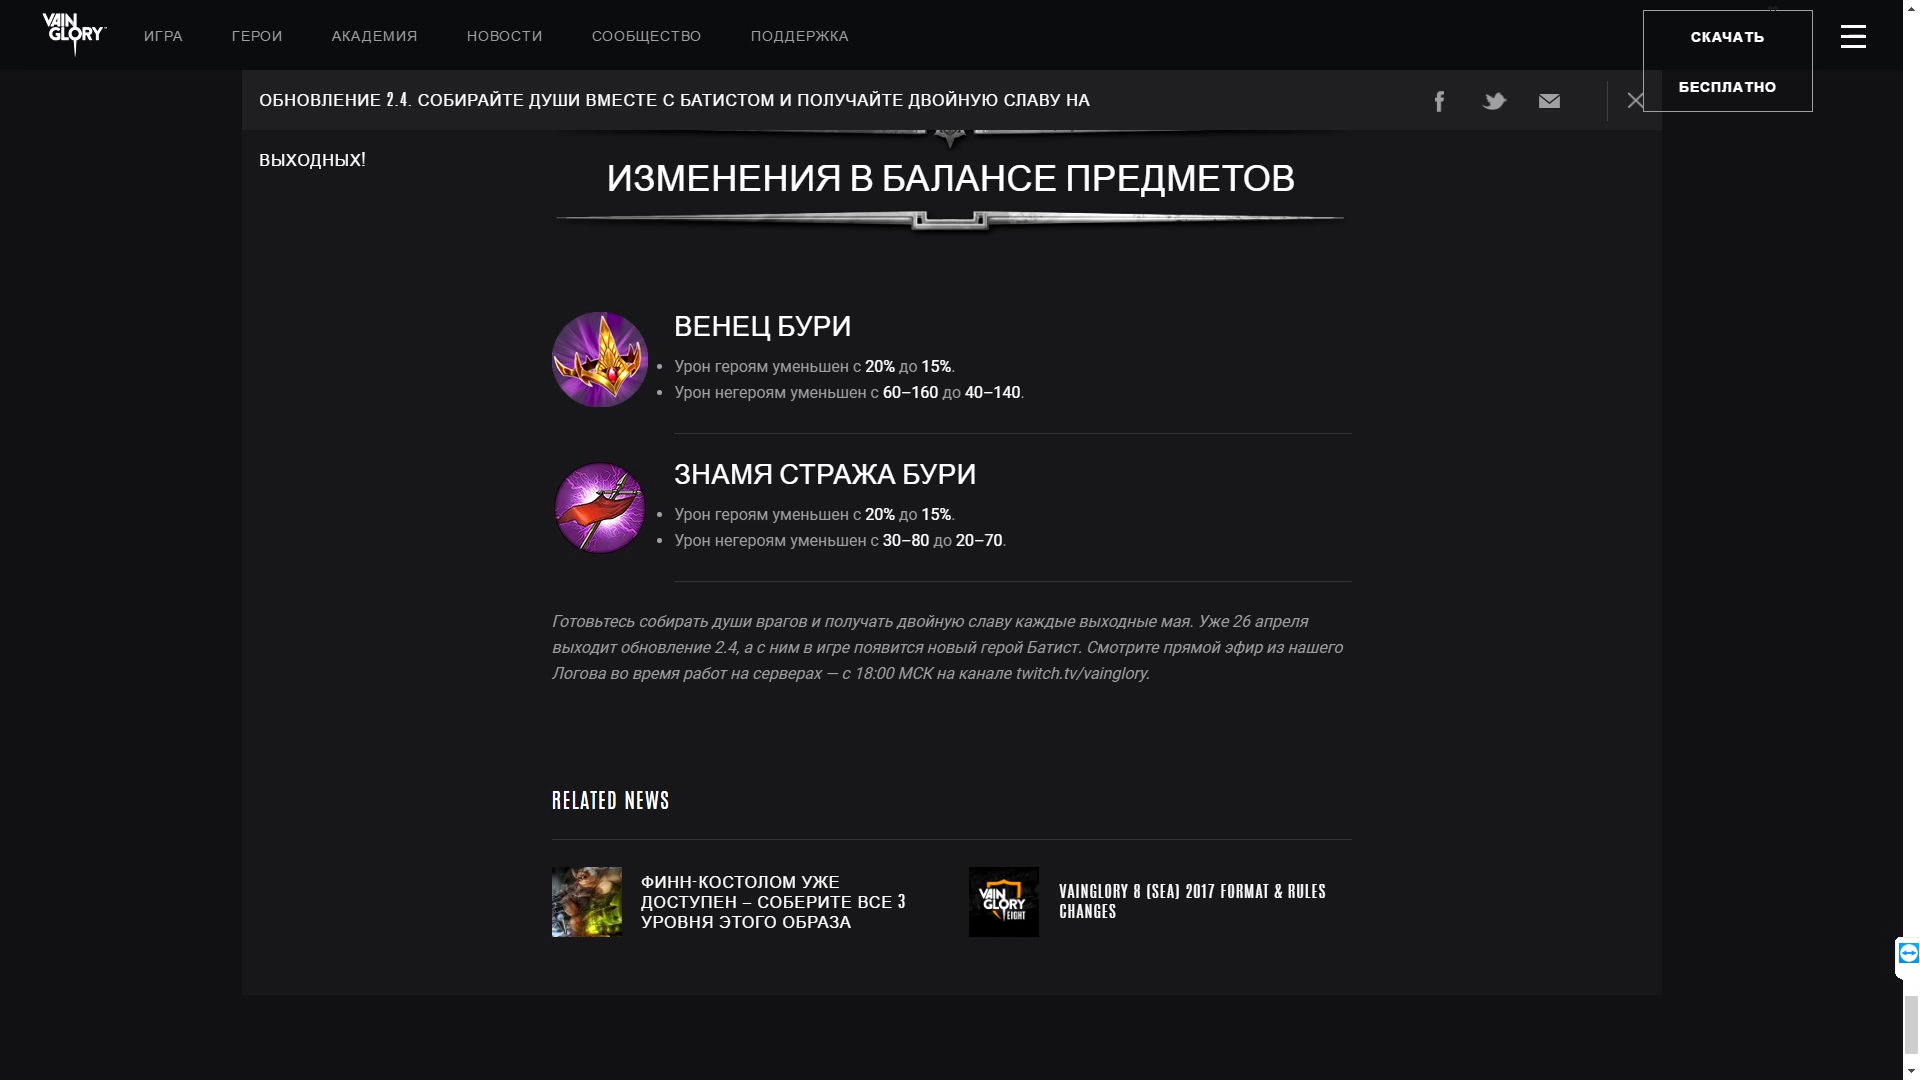 VAIN
GLORY
ИГРА
ГЕРОИ
АКАДЕМИЯ
НОВОСТИ
СООБЩЕСТВО
ПОДДЕРЖКА
СКАЧАТЬ
БЕСПЛАТНО
ОБНОВЛЕНИЕ 2.4. СОБИРАЙТЕ ДУШИ ВМЕСТЕ С БАТИСТОМ И ПОЛУЧАЙТЕ ДВОЙНУЮ СЛАВУ НА
ВЫХОДНЫХ!
ИЗМЕНЕНИЯ В БАЛАНСЕ ПРЕДМЕТОВ
ВЕНЕЦ БУРИ
Урон героям уменьшен с 20% до 15%.
Урон негероям уменьшен с 60–160 до 40–140.
ЗНАМЯ СТРАЖА БУРИ
Урон героям уменьшен с 20% до 15%.
Урон негероям уменьшен с 30–80 до 20–70.
Готовьтесь собирать души врагов и получать двойную славу каждые выходные мая. Уже 26 апреля
выходит обновление 2.4, а с ним в игре появится новый герой Батист. Смотрите прямой эфир из нашего
Логова во время работ на серверах — с 18:00 МСК на канале twitch.tv/vainglory.
RELATED NEWS
ФИНН-КОСТОЛОМ УЖЕ
ДОСТУПЕН – СОБЕРИТЕ ВСЕ 3
УРОВНЯ ЭТОГО ОБРАЗА
VAIN
GLORY
EIGHT
VAINGLORY 8 (SEA) 2017 FORMAT & RULES
CHANGES